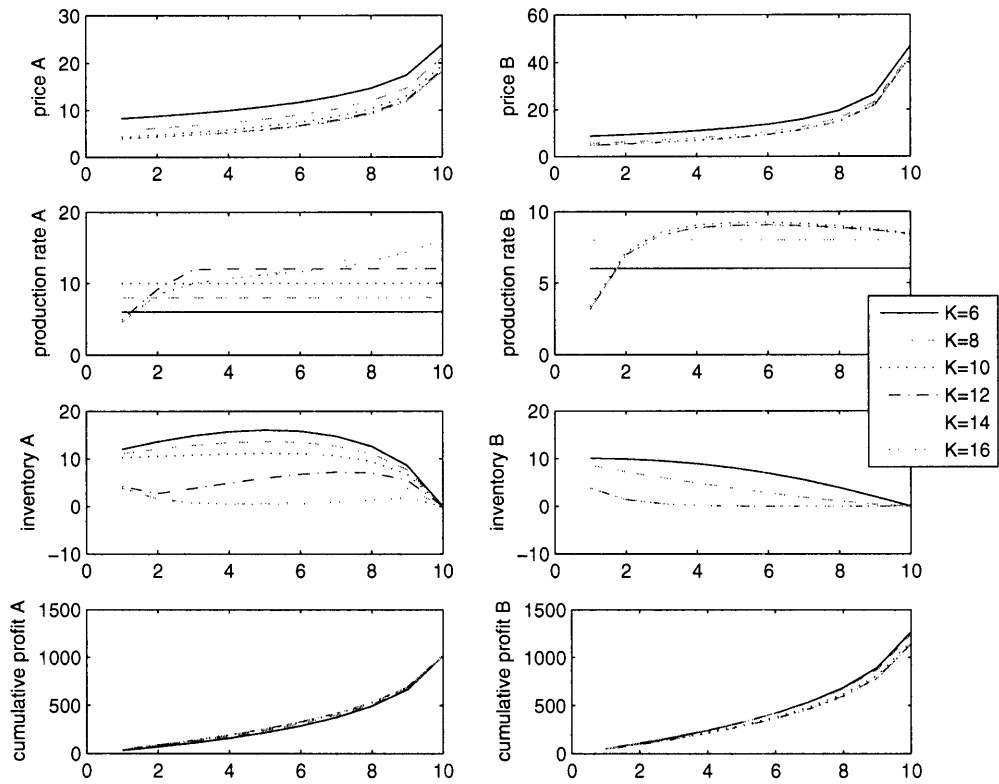 price A
30
20
10
0
0 2 4 6 8 10
price B
60
40
20
0
0 2 4 6 8 10
production rate A
20
10
0
0 2 4 6 8 10
production rate B
10
5
0
0 2 4 6 8 10
K=6
K=8
K=10
K=12
K=14
K=16
inventory A
20
10
0
-10
0 2 4 6 8 10
inventory B
20
10
0
-10
0 2 4 6 8 10
cumulative profit A
1500
1000
500
0
0 2 4 6 8 10
cumulative profit B
1500
1000
500
0
0 2 4 6 8 10